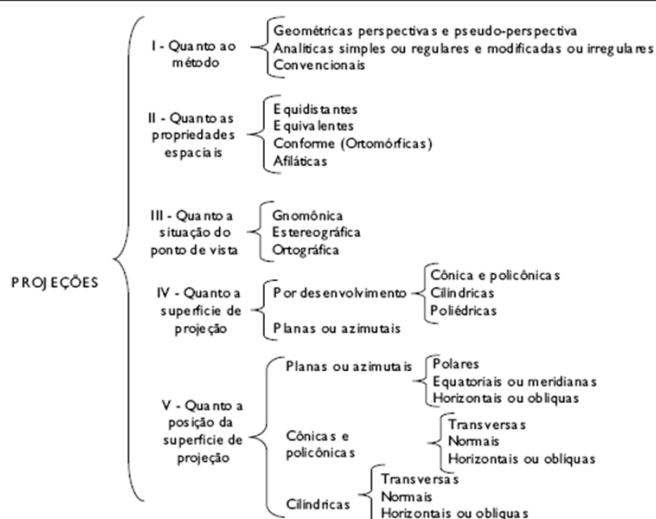 PROJEÇÕES
I - Quanto ao
método
Geométricas perspectivas e pseudo-perspectiva
Analíticas simples ou regulares e modificadas ou irregulares
Convencionais
II - Quanto as
propriedades
espaciais
Equidistantes
Equivalentes
Conforme (Ortomórficas)
Afiláticas
III - Quanto a
situação do
ponto de vista
Gnomônica
Estereográfica
Ortográfica
IV - Quanto a
superficie de
projeção
Por desenvolvimento
Cônica e policônicas
Cilíndricas
Poliédricas
Planas ou azimutais
V - Quanto a
posição da
superficie de
projeção
Planas ou azimutais
Polares
Equatoriais ou meridianas
Horizontais ou oblíquas
Cônicas e
policônicas
Transversas
Normais
Horizontais ou oblíquas
Cilíndricas
Transversas
Normais
Horizontais ou oblíquas